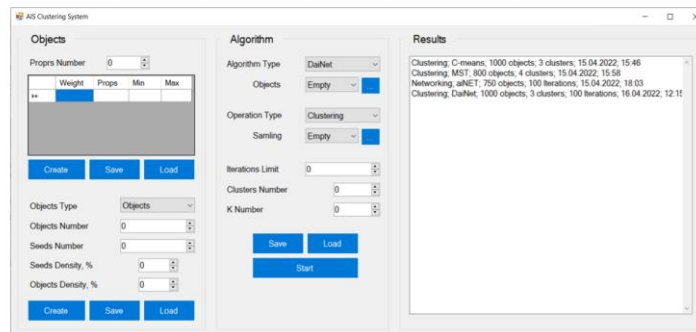 AIS Clustering System
Objects
Proprs Number 0
Weight Props Min Max
Create Save Load
Objects Type Objects
Objects Number 0
Seeds Number 0
Seeds Density, % 0
Objects Density, % 0
Create Save Load
Algorithm
Algorithm Type DaiNet
Objects Empty ...
Operation Type Clustering
Samling Empty ...
Iterations Limit 0
Clusters Number 0
K Number 0
Save Load
Start
Results
Clustering; C-means; 1000 objects; 3 clusters; 15.04.2022; 15:46
Clustering; MST; 800 objects; 4 clusters; 15.04.2022; 15:58
Networking; aiNET; 750 objects; 100 Iterations; 15.04.2022; 18:03
Clustering; DaiNet; 1000 objects; 3 clusters; 100 Iterations; 16.04.2022; 12:15